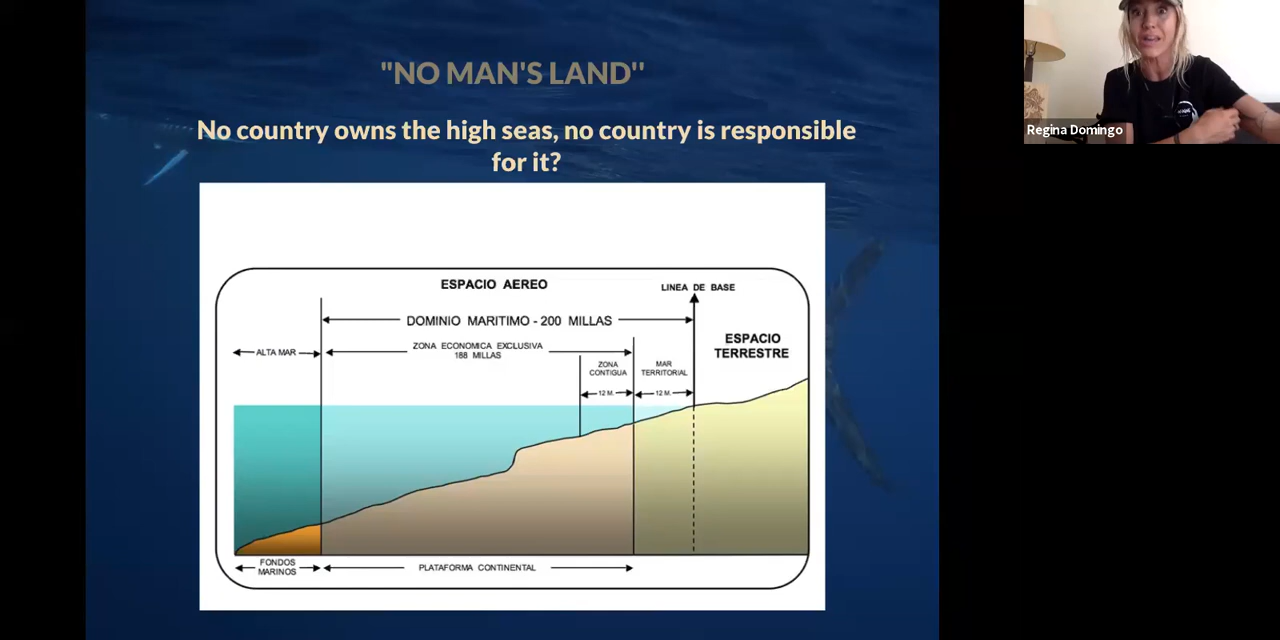 "NO MAN'S LAND''
No country owns the high seas, no country is responsible
for it?
Regina Domingo
ESPACIO AEREO
LINEA DE BASE
DOMINIO MARITIMO - 200 MILLAS
ESPACIO
TERRESTRE
ALTA MAR
ZONA ECONOMICA EXCLUSIVA
188 MILLAS
ZONA
CONTIGUA
MAR
TERRITORIAL
12 M.
12 M.
FONDOS
MARINOS
PLATAFORMA CONTINENTAL